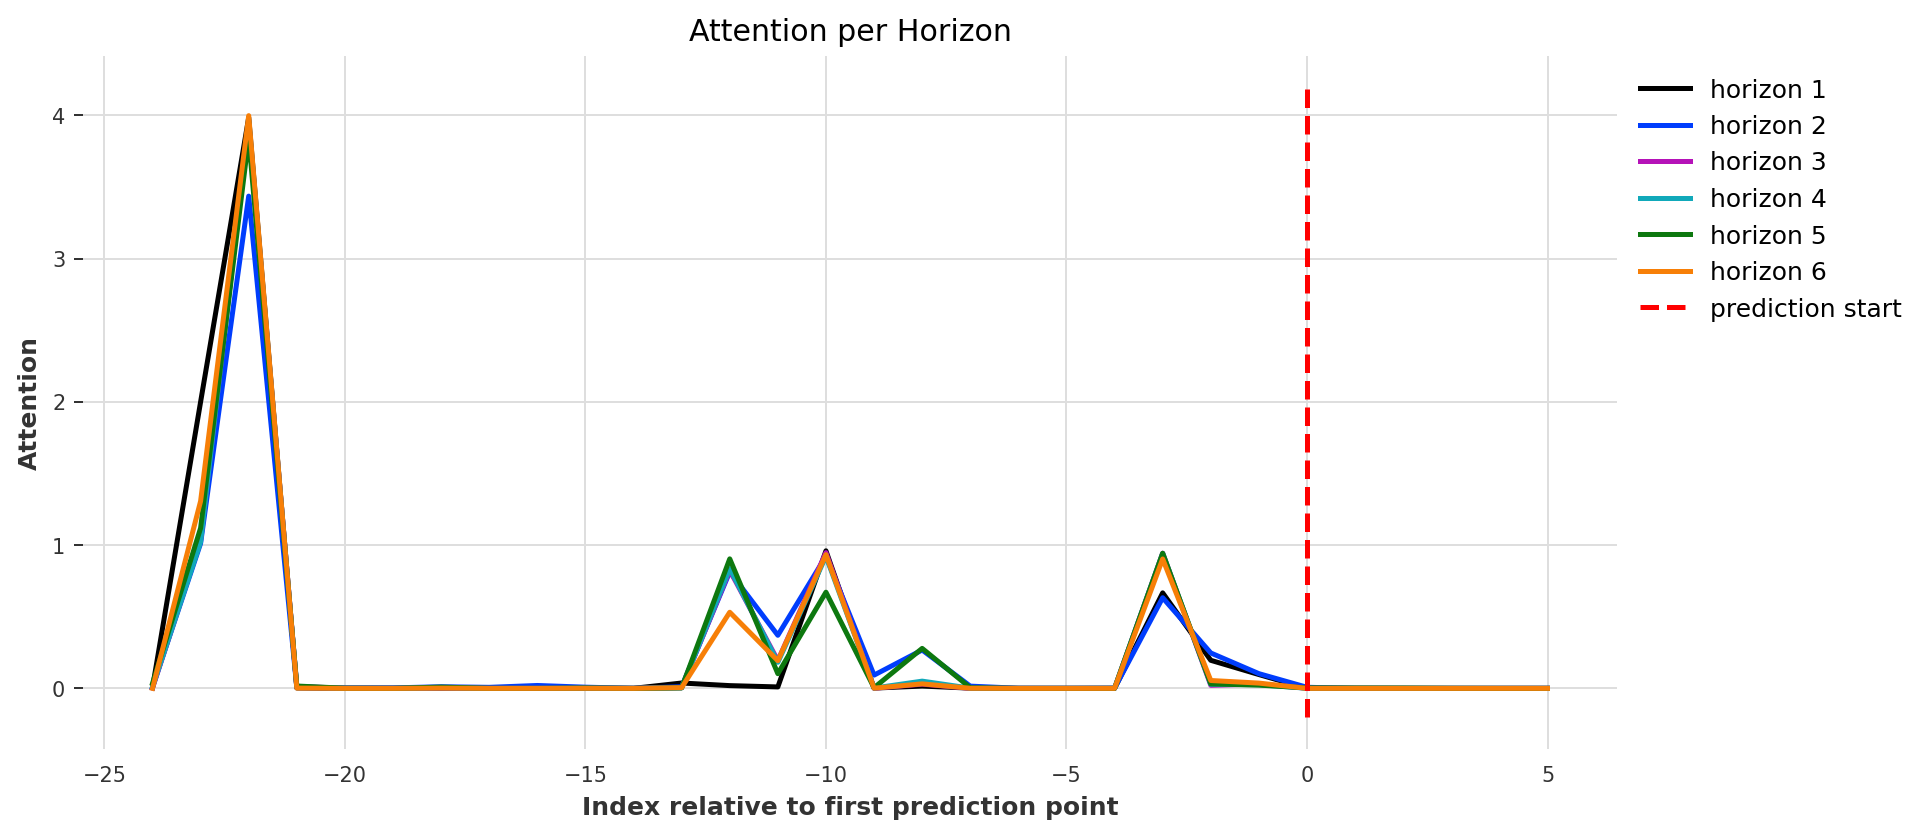 Attention per Horizon
4
3
2
1
0
Attention
−25
−20
−15
−10
−5
0
5
Index relative to first prediction point
horizon 1
horizon 2
horizon 3
horizon 4
horizon 5
horizon 6
prediction start